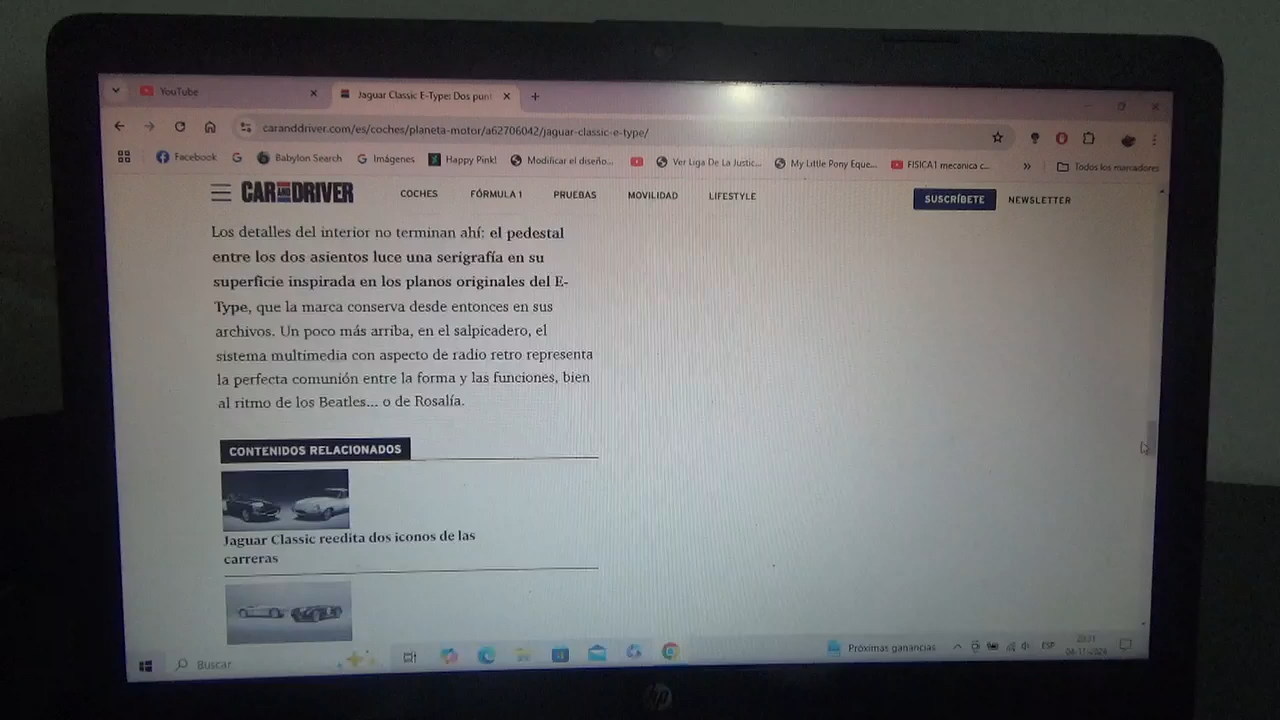 YouTube
Jaguar Classic E-Type: Dos punt
caranddriver.com/es/coches/planeta-motor/a62706042/jaguar-classic-e-type/
Facebook
Babylon Search
Imágenes
Happy Pink!
Modificar el diseño...
Ver Liga De La Justic...
My Little Pony Eque...
FISICA1 mecanica c...
Todos los marcadores
CAR AND DRIVER
COCHES
FÓRMULA 1
PRUEBAS
MOVILIDAD
LIFESTYLE
SUSCRÍBETE
NEWSLETTER
Los detalles del interior no terminan ahí: el pedestal
entre los dos asientos luce una serigrafía en su
superficie inspirada en los planos originales del E-
Type, que la marca conserva desde entonces en sus
archivos. Un poco más arriba, en el salpicadero, el
sistema multimedia con aspecto de radio retro representa
la perfecta comunión entre la forma y las funciones, bien
al ritmo de los Beatles... o de Rosalía.
CONTENIDOS RELACIONADOS
Jaguar Classic reedita dos iconos de las
carreras
Buscar
Próximas ganancias
ESP
04-11-2024
hp